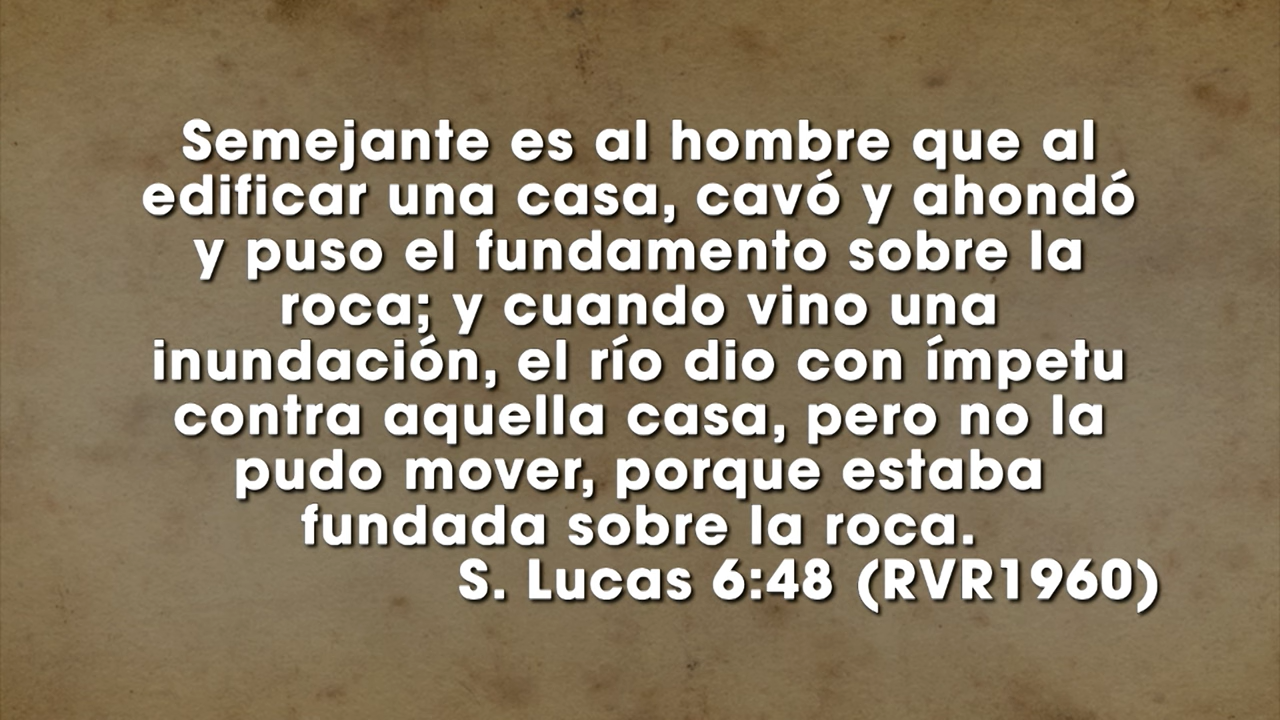 Semejante es al hombre que al
edificar una casa, cavó y ahondó
y puso el fundamento sobre la
roca; y cuando vino una
inundación, el río dio con ímpetu
contra aquella casa, pero no la
pudo mover, porque estaba
fundada sobre la roca.
S. Lucas 6:48 (RVR1960)